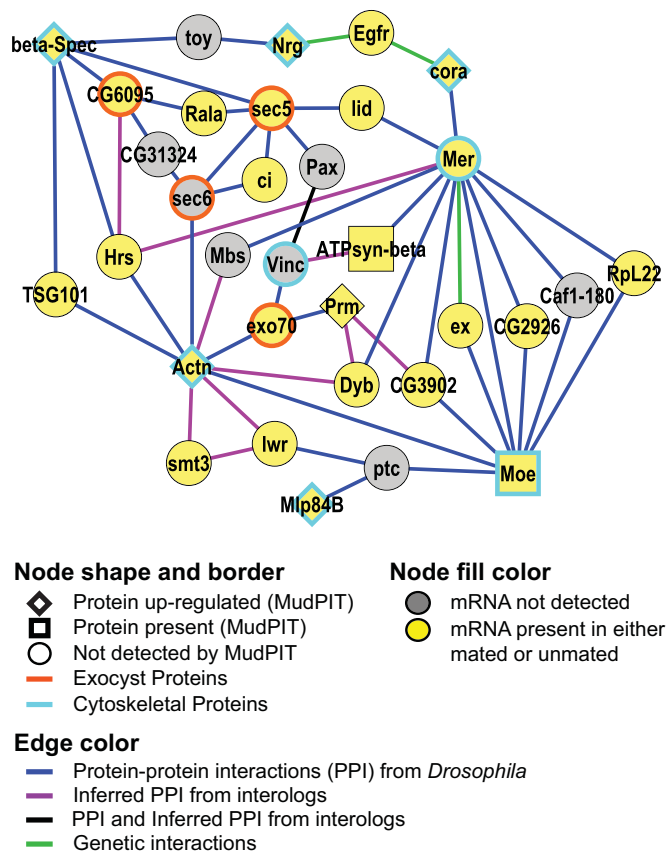 beta-Spec
toy
Nrg
Egfr
cora
CG6095
Rala
sec5
lid
CG31324
ci
Pax
Mer
sec6
Hrs
Mbs
Vinc
ATPsyn-beta
TSG101
exo70
Prm
ex
CG2926
Caf1-180
RpL22
Actn
Dyb
CG3902
smt3
lwr
ptc
Moe
Mlp84B
Node shape and border
Protein up-regulated (MudPIT)
Protein present (MudPIT)
Not detected by MudPIT
Exocyst Proteins
Cytoskeletal Proteins
Node fill color
mRNA not detected
mRNA present in either
mated or unmated
Edge color
Protein-protein interactions (PPI) from Drosophila
Inferred PPI from interologs
PPI and Inferred PPI from interologs
Genetic interactions